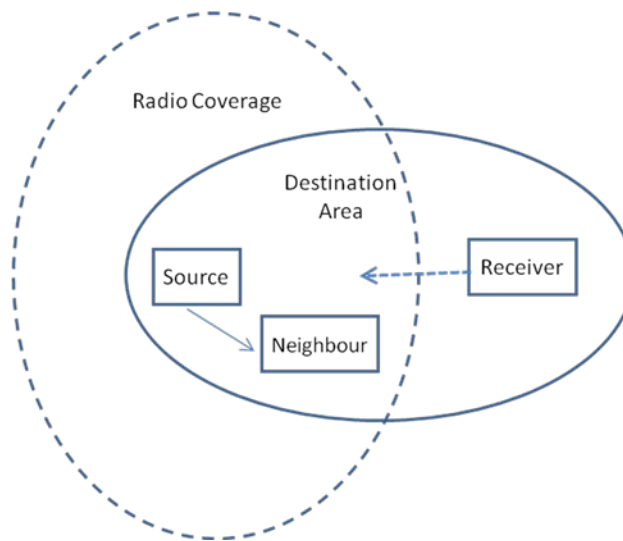 Radio Coverage
Destination
Area
Source
Receiver
Neighbour